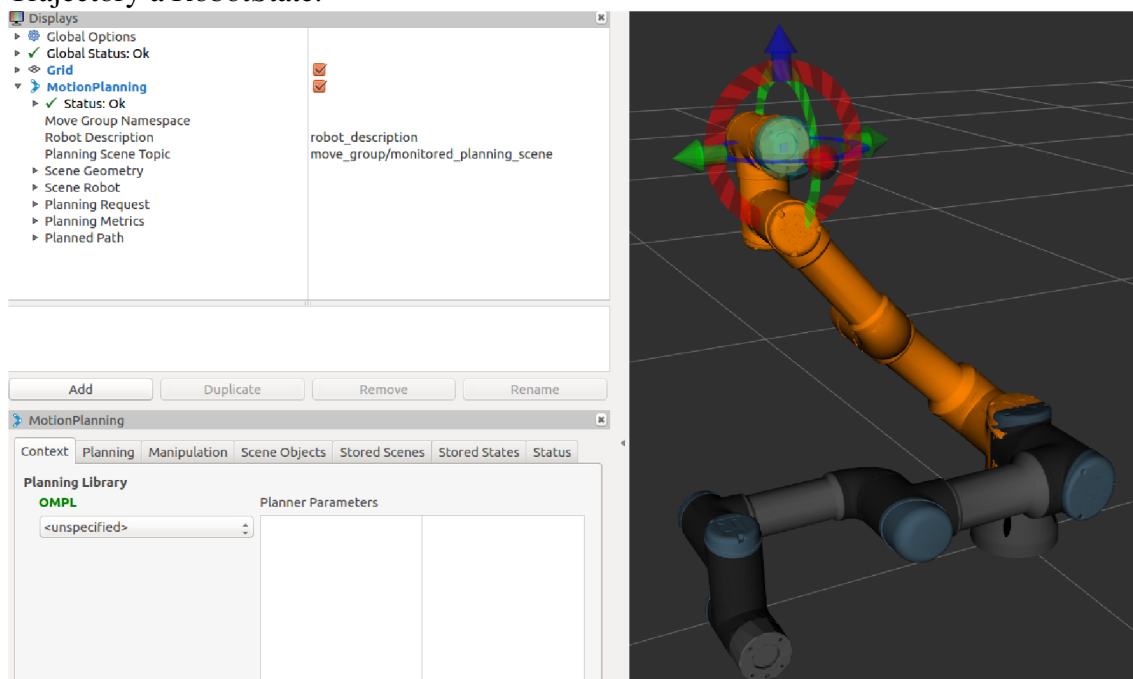 Trajectory a RobotState.
Displays
Global Options
Global Status: Ok
Grid
MotionPlanning
Status: Ok
Move Group Namespace
Robot Description robot_description
Planning Scene Topic move_group/monitored_planning_scene
Scene Geometry
Scene Robot
Planning Request
Planning Metrics
Planned Path
Add Duplicate Remove Rename
MotionPlanning
Context Planning Manipulation Scene Objects Stored Scenes Stored States Status
Planning Library
OMPL Planner Parameters
<unspecified>